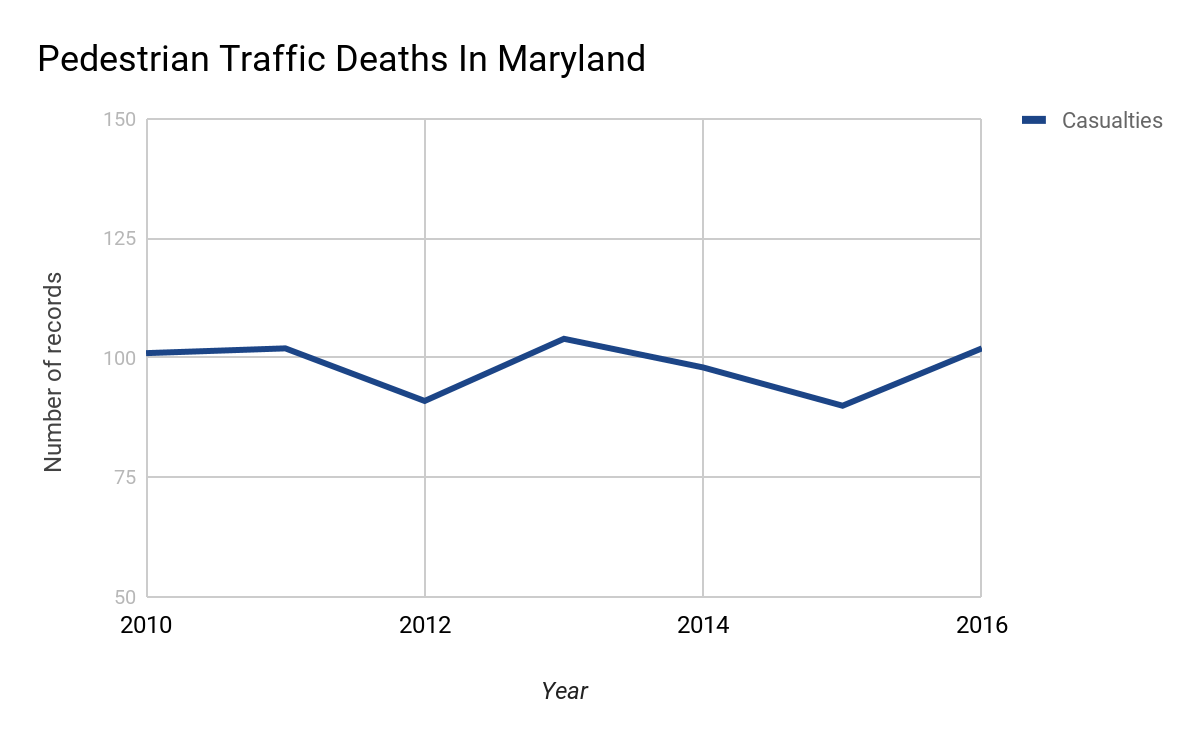 Pedestrian Traffic Deaths In Maryland
150
125
100
75
50
Number of records
2010
2012
2014
2016
Year
Casualties